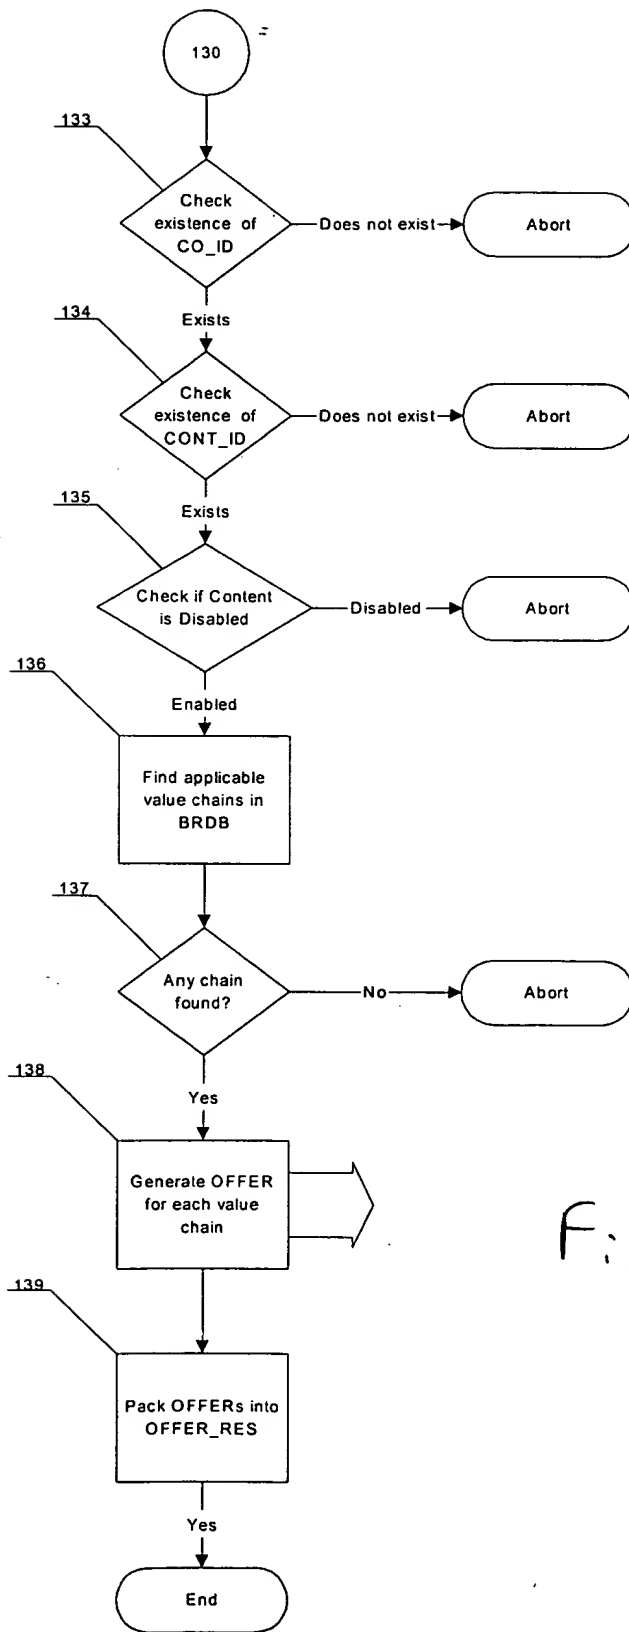 130
133
Check
existence of
CO_ID
Does not exist
Abort
Exists
134
Check
existence of
CONT_ID
Does not exist
Abort
Exists
135
Check if Content
is Disabled
Disabled
Abort
Enabled
136
Find applicable
value chains in
BRDB
137
Any chain
found?
No
Abort
Yes
138
Generate OFFER
for each value
chain
F:
139
Pack OFFERs into
OFFER_RES
Yes
End